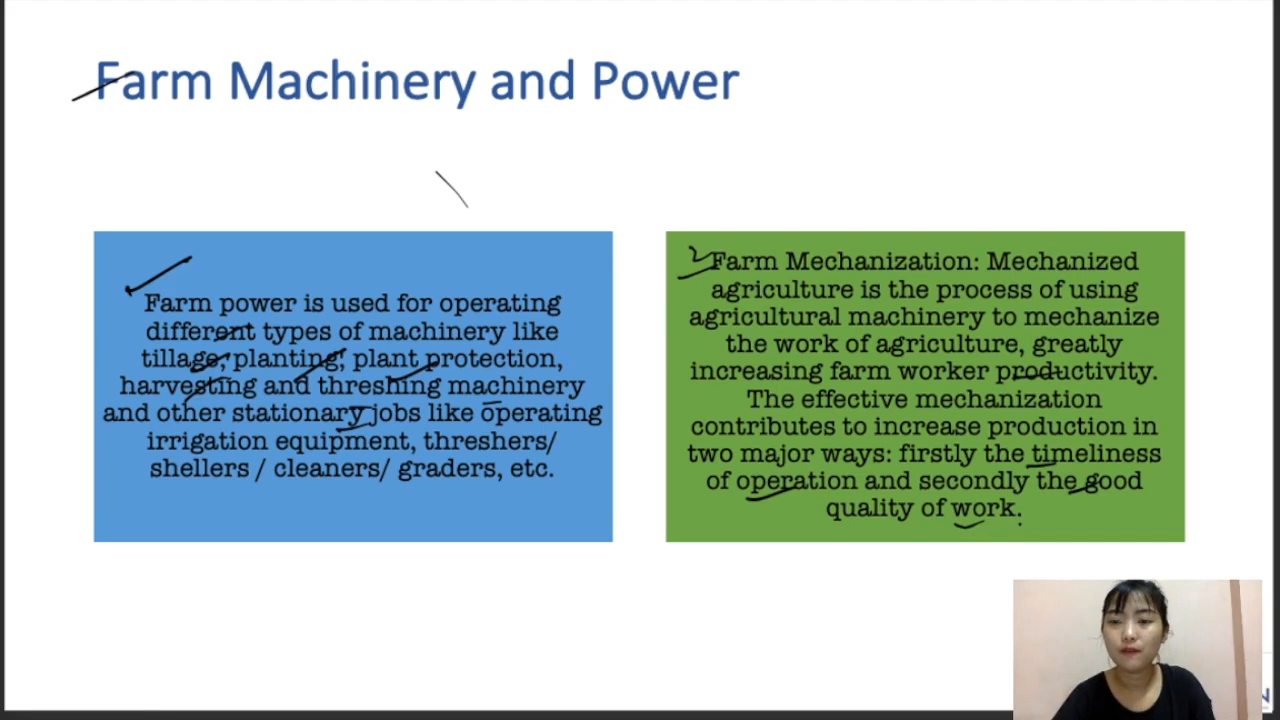 Farm Machinery and Power
Farm power is used for operating
different types of machinery like
tillage, planting, plant protection,
harvesting and threshing machinery
and other stationary jobs like operating
irrigation equipment, threshers/
shellers / cleaners/ graders, etc.
Farm Mechanization: Mechanized
agriculture is the process of using
agricultural machinery to mechanize
the work of agriculture, greatly
increasing farm worker productivity.
The effective mechanization
contributes to increase production in
two major ways: firstly the timeliness
of operation and secondly the good
quality of work.
N